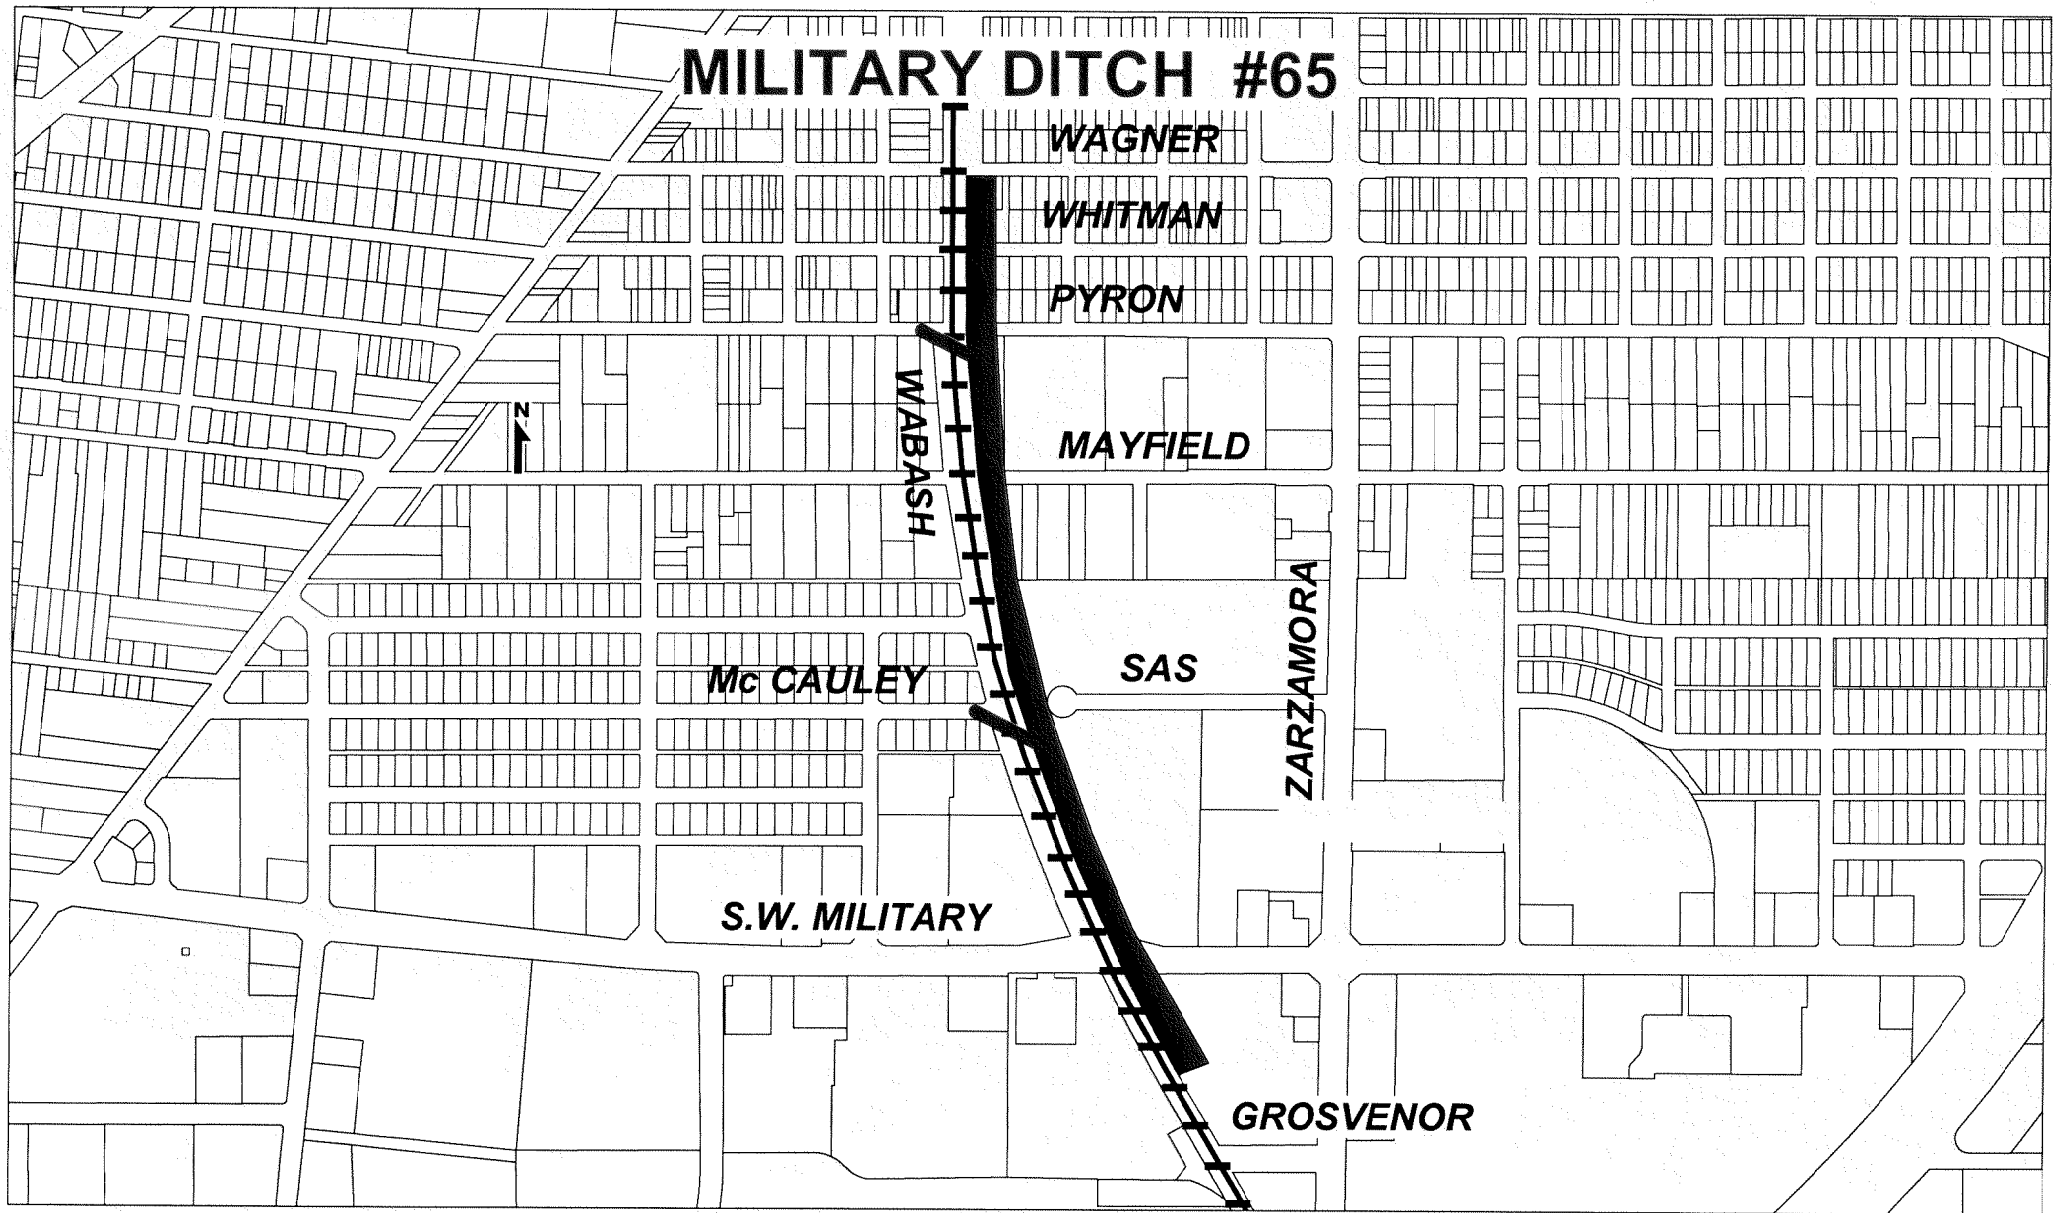 MILITARY DITCH #65
WAGNER
WHITMAN
PYRON
WABASH
MAYFIELD
N
Mc CAULEY
SAS
ZARZAMORA
S.W. MILITARY
GROSVENOR